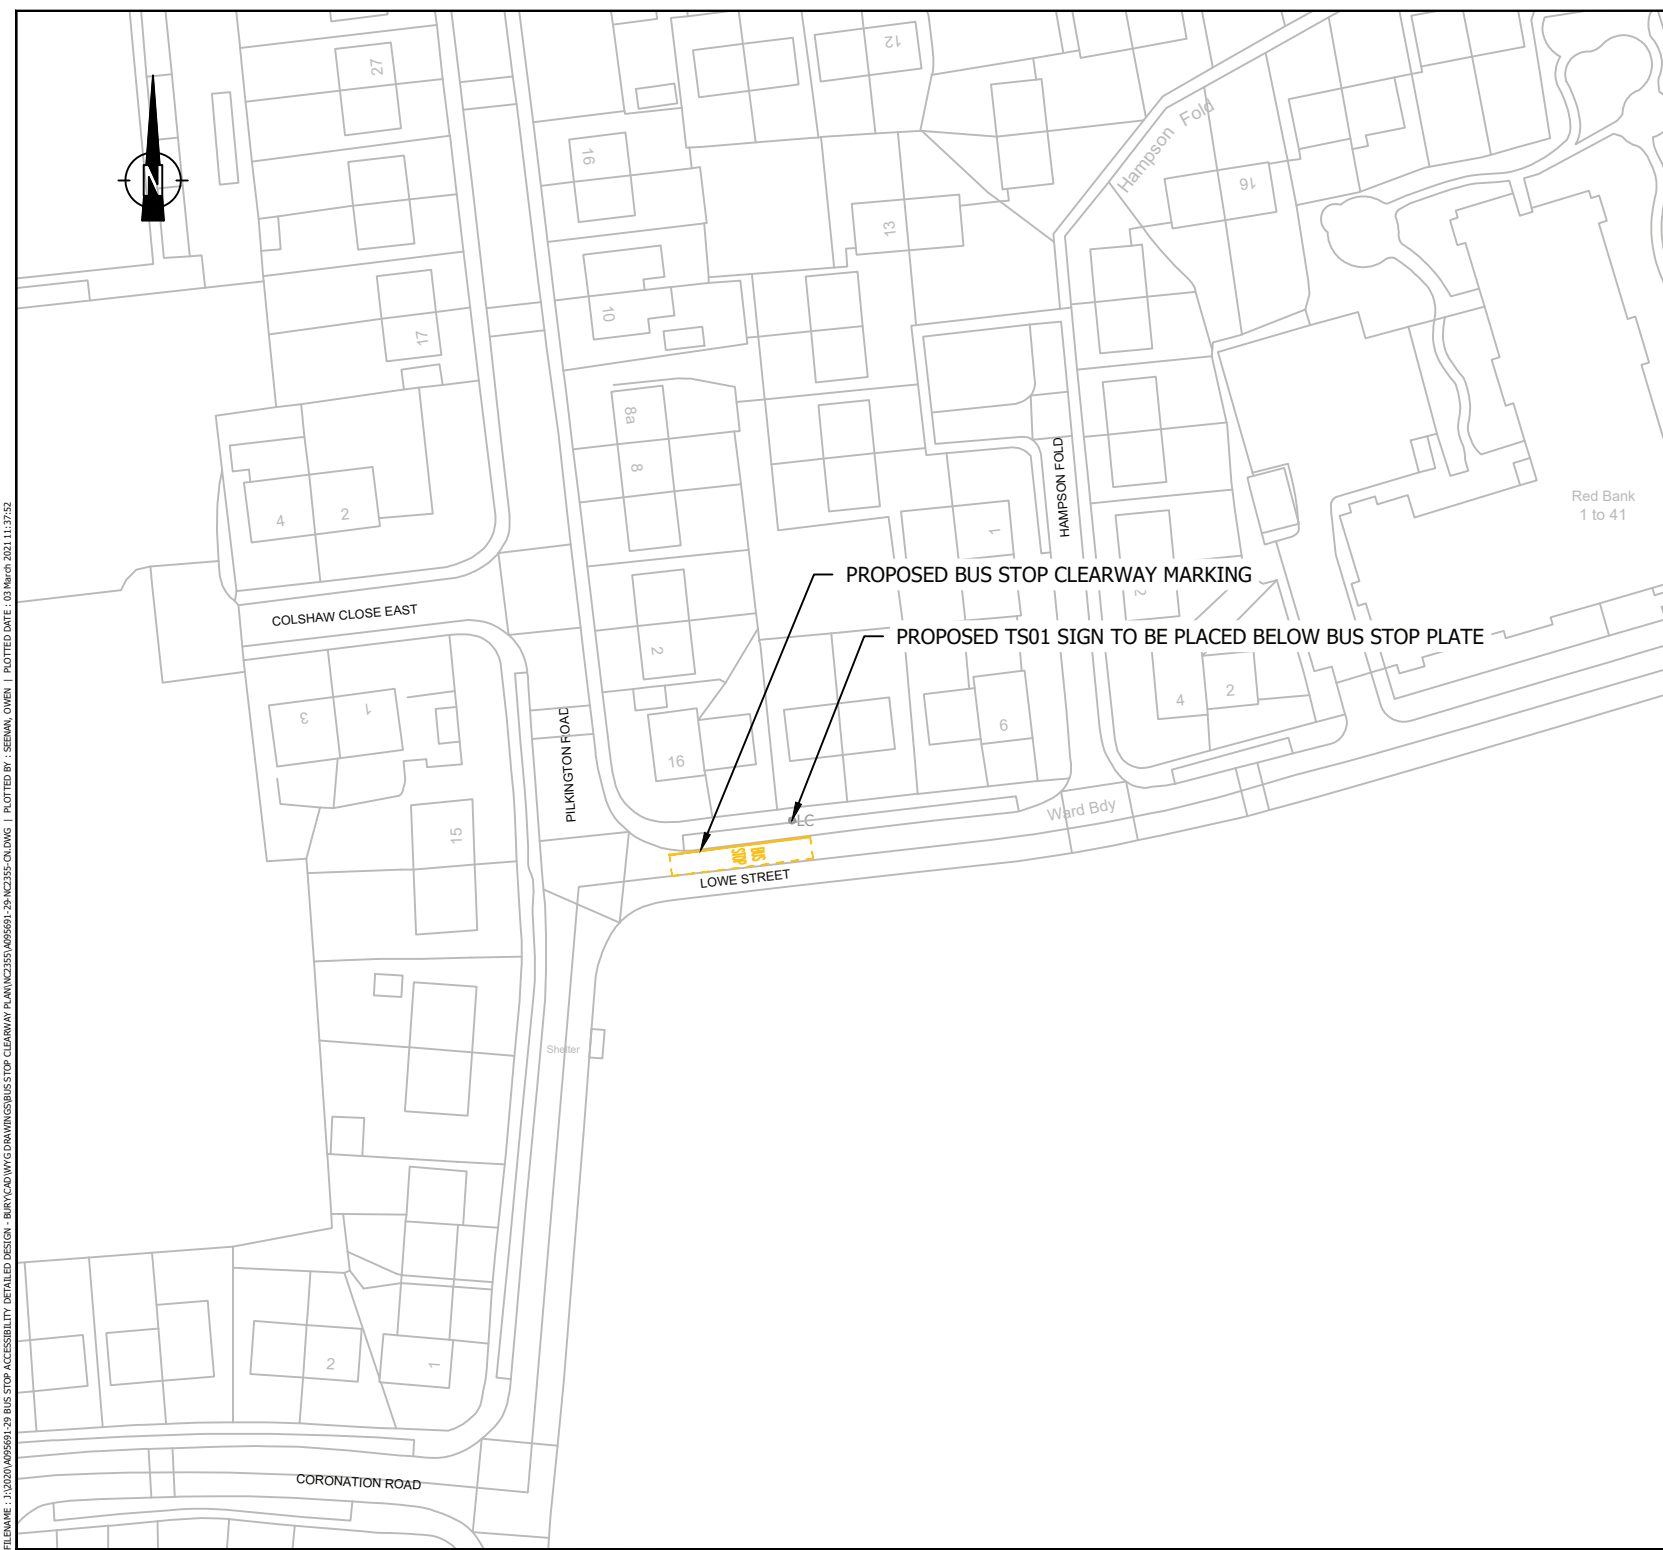 27
12
16
Hampson Fold
16
13
10
17
8a
8
HAMPSON FOLD
Red Bank
1 to 41
4
2
1
PROPOSED BUS STOP CLEARWAY MARKING
2
COLSHAW CLOSE EAST
PROPOSED TS01 SIGN TO BE PLACED BELOW BUS STOP PLATE
2
4
2
3
1
6
PILKINGTON ROAD
16
Ward Bdy
LC
15
BUS
STOP
LOWE STREET
Shelter
2
1
CORONATION ROAD
N
FILENAME : J:\2020\A095691-29 BUS STOP ACCESSIBILITY DETAILED DESIGN - BURY\CAD\WYG DRAWINGS\BUS STOP CLEARWAY PLAN\NC2355\A095691-29-NC2355-CN.DWG | PLOTTED BY : SEENAN, OWEN | PLOTTED DATE : 03 March 2021 11:37:52